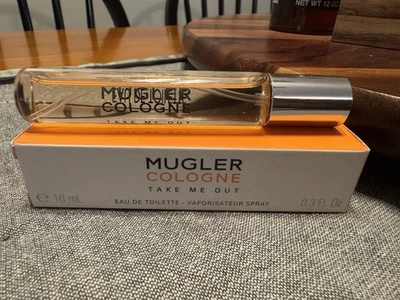 NET WT 12 OZ
MUGLER
COLOGNE
TAKE ME OUT
MUGLER
COLOGNE
TAKE ME OUT
e 10 mL
EAU DE TOILETTE - VAPORISATEUR SPRAY
0.3 Fl. Oz